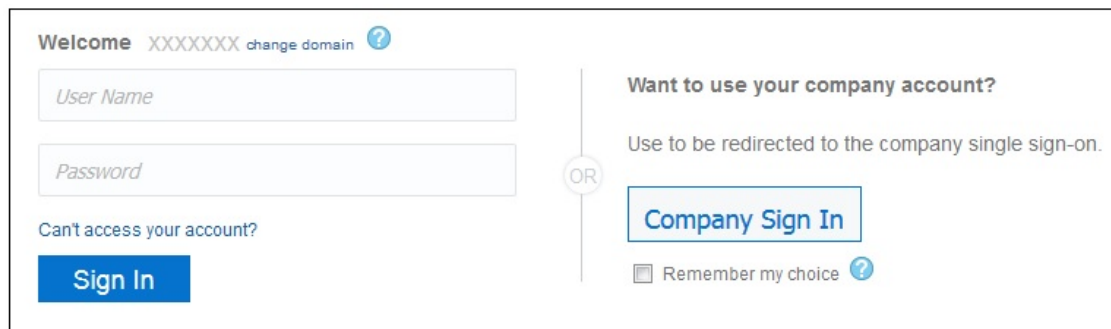 Welcome XXXXXXX change domain ?
User Name
Password
Can't access your account?
Sign In
OR
Want to use your company account?
Use to be redirected to the company single sign-on.
Company Sign In
Remember my choice ?